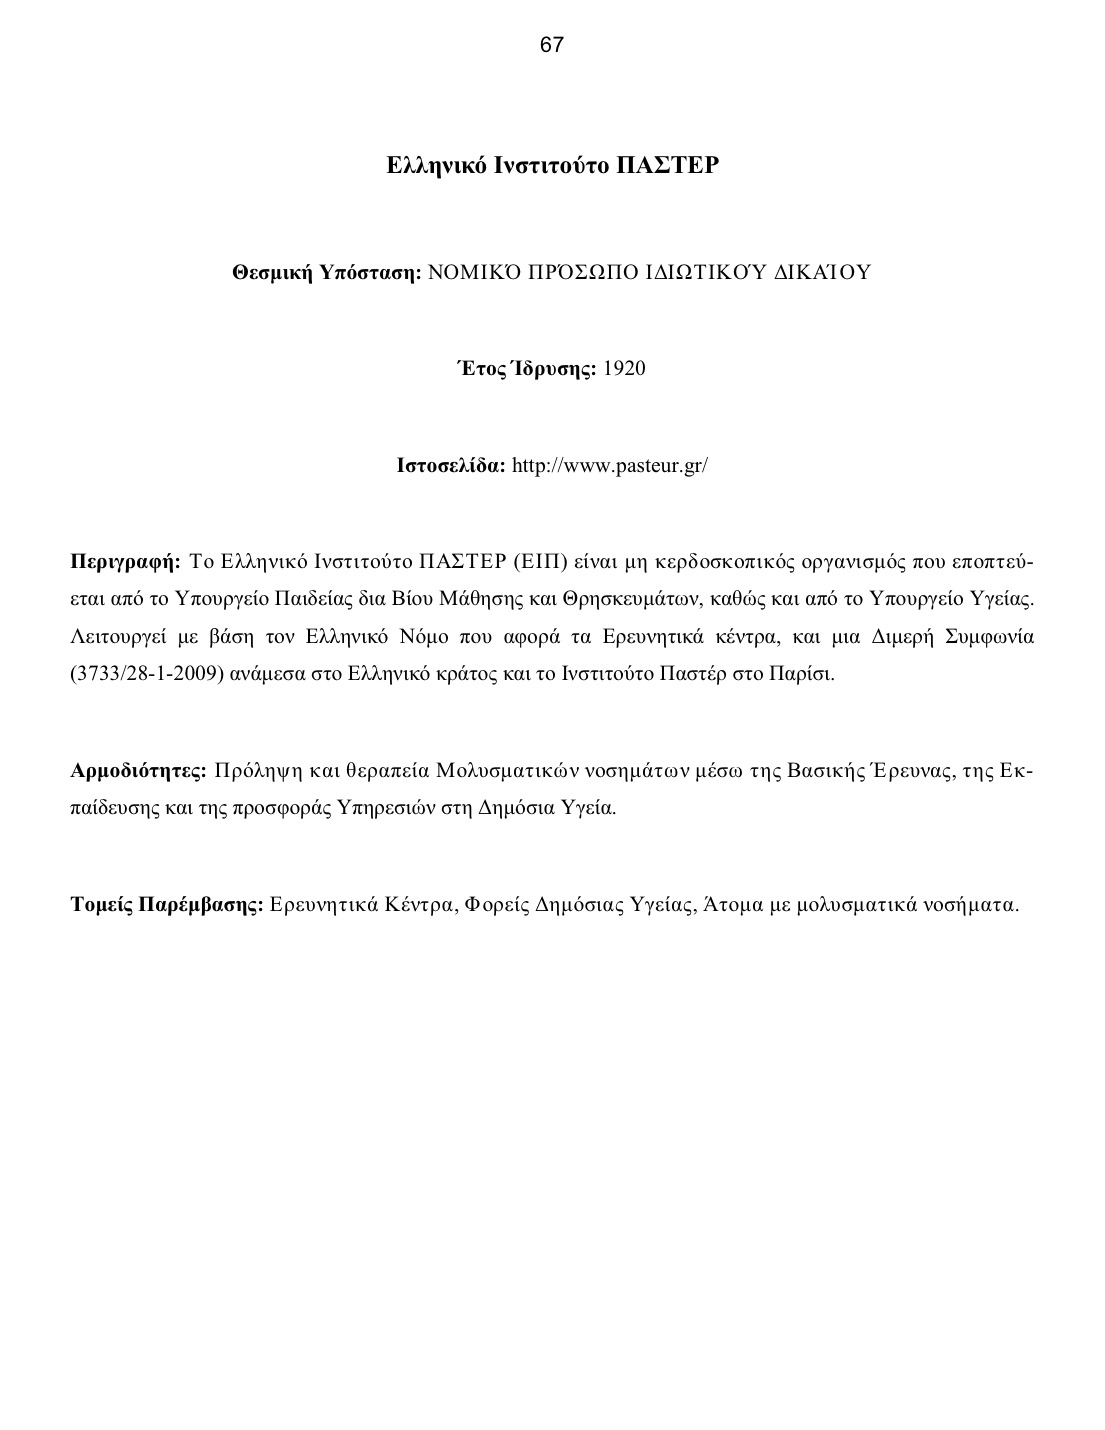 67
Ελληνικό Ινστιτούτο ΠΑΣΤΕΡ
Θεσμική Υπόσταση: ΝΟΜΙΚΌ ΠΡΌΣΩΠΟ ΙΔΙΩΤΙΚΟΎ ΔΙΚΑΊΟΥ
Έτος Ίδρυσης: 1920
Ιστοσελίδα: http://www.pasteur.gr/
Περιγραφή: Το Ελληνικό Ινστιτούτο ΠΑΣΤΕΡ (ΕΙΠ) είναι μη κερδοσκοπικός οργανισμός που εποπτεύ-
εται από το Υπουργείο Παιδείας δια Βίου Μάθησης και Θρησκευμάτων, καθώς και από το Υπουργείο Υγείας.
Λειτουργεί με βάση τον Ελληνικό Νόμο που αφορά τα Ερευνητικά κέντρα, και μια Διμερή Συμφωνία
(3733/28-1-2009) ανάμεσα στο Ελληνικό κράτος και το Ινστιτούτο Παστέρ στο Παρίσι.
Αρμοδιότητες: Πρόληψη και θεραπεία Μολυσματικών νοσημάτων μέσω της Βασικής Έρευνας, της Εκ-
παίδευσης και της προσφοράς Υπηρεσιών στη Δημόσια Υγεία.
Τομείς Παρέμβασης: Ερευνητικά Κέντρα, Φορείς Δημόσιας Υγείας, Άτομα με μολυσματικά νοσήματα.